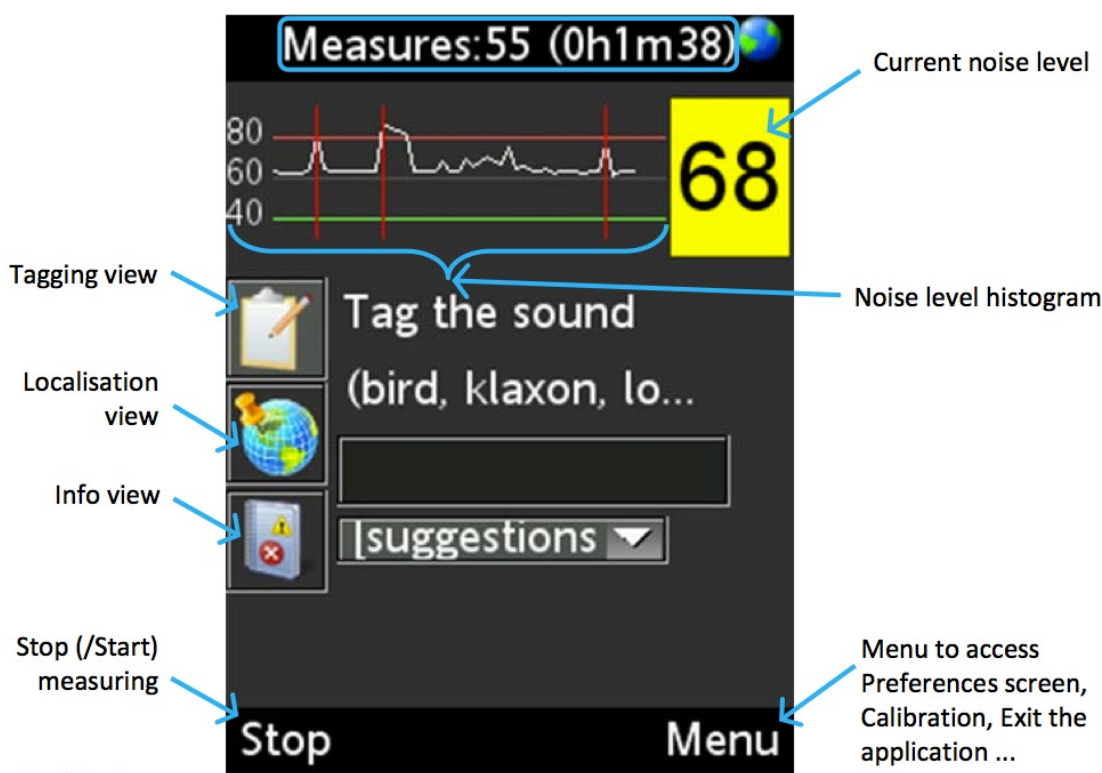 Measures:55 (0h1m38)
Current noise level
80
60
40
68
Noise level histogram
Tagging view
Tag the sound
(bird, klaxon, lo...
Localisation
view
Info view
[suggestions
Stop (/Start)
measuring
Menu to access
Preferences screen,
Calibration, Exit the
application ...
Stop
Menu